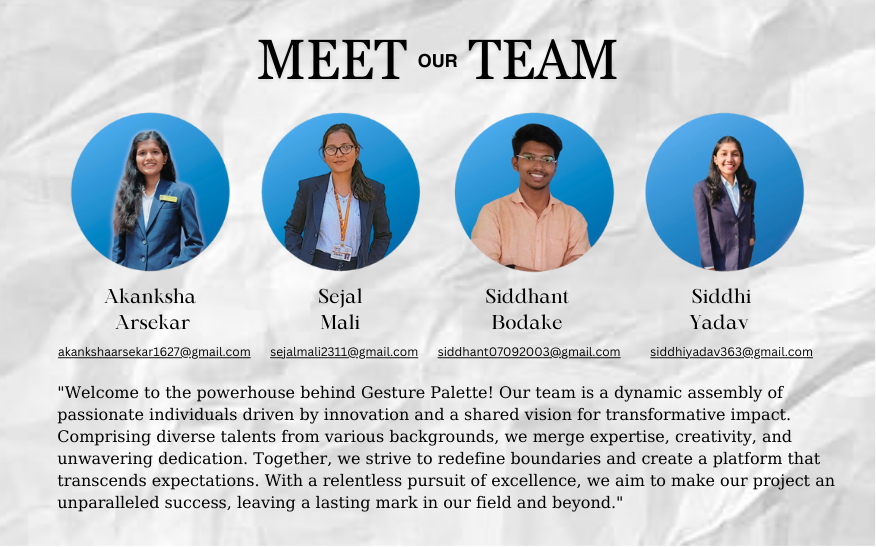 MEET OUR TEAM
Akanksha
Arsekar
Sejal
Mali
Siddhant
Bodake
Siddhi
Yadav
akankshaarsekar1627@gmail.com
sejalmali2311@gmail.com
siddhant07092003@gmail.com
siddhiyadav363@gmail.com
"Welcome to the powerhouse behind Gesture Palette! Our team is a dynamic assembly of
passionate individuals driven by innovation and a shared vision for transformative impact.
Comprising diverse talents from various backgrounds, we merge expertise, creativity, and
unwavering dedication. Together, we strive to redefine boundaries and create a platform that
transcends expectations. With a relentless pursuit of excellence, we aim to make our project an
unparalleled success, leaving a lasting mark in our field and beyond."